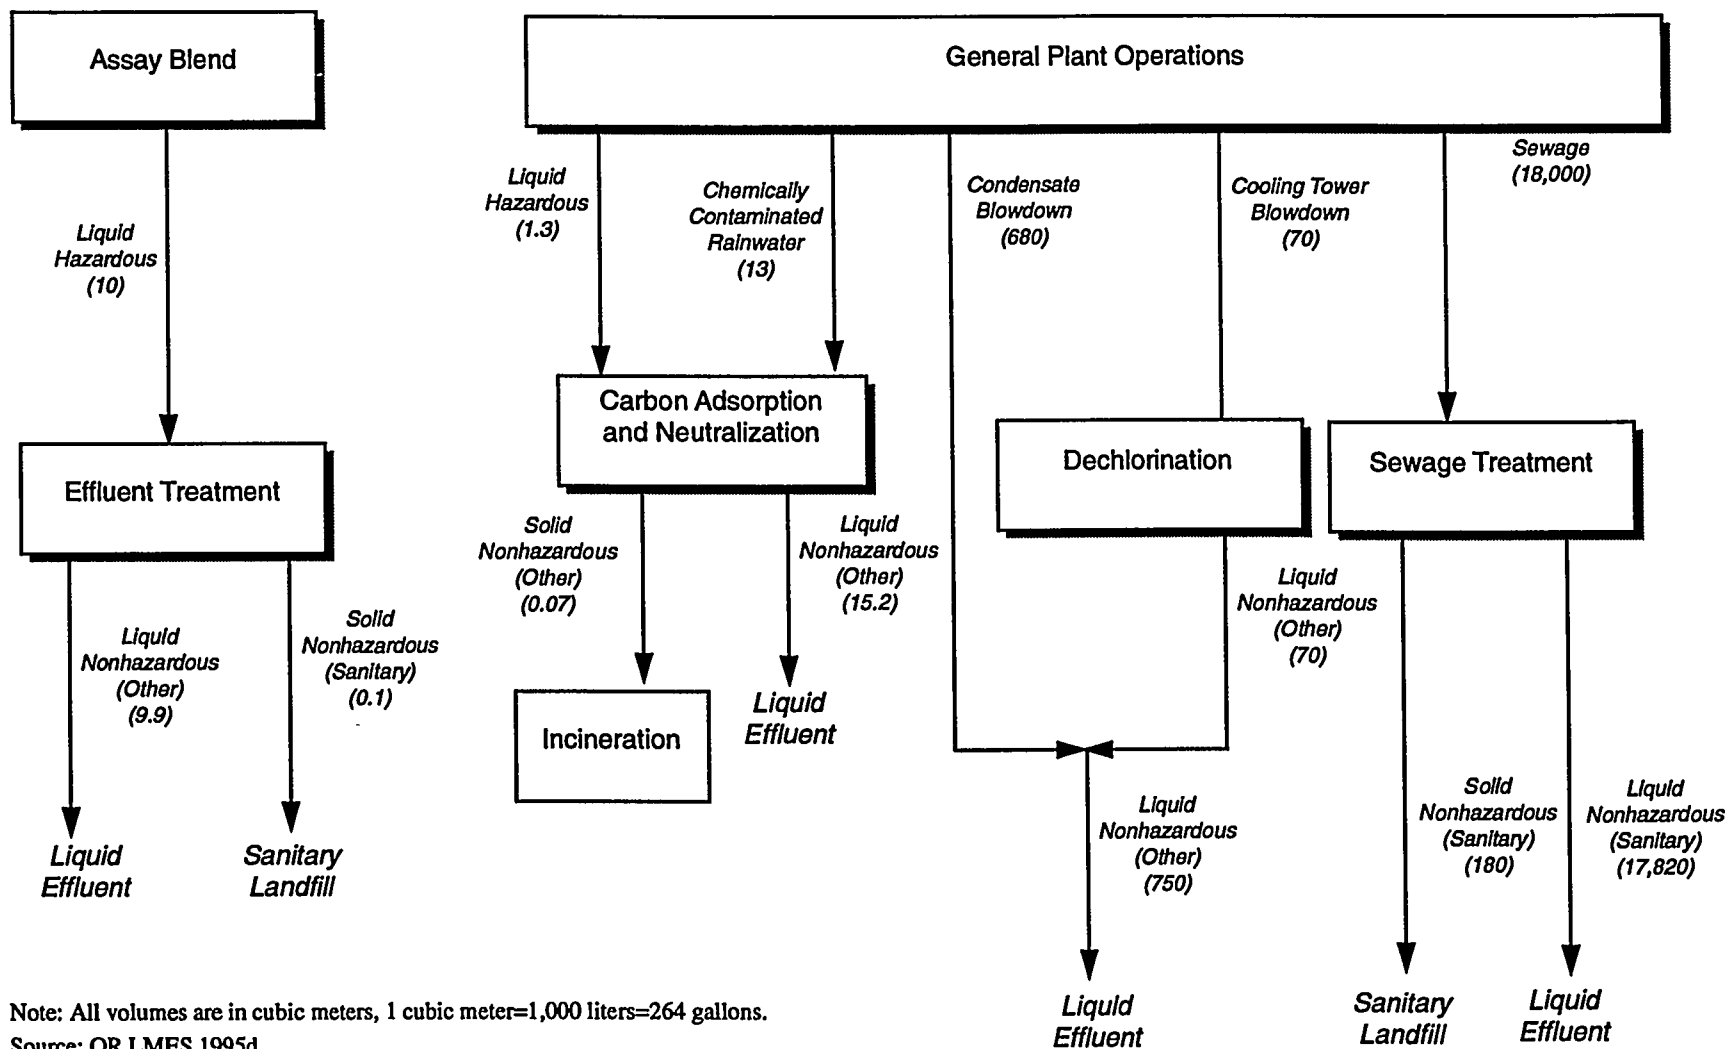 Assay Blend
General Plant Operations
Liquid
Hazardous
(10)
Liquid
Hazardous
(1.3)
Chemically
Contaminated
Rainwater
(13)
Condensate
Blowdown
(680)
Cooling Tower
Blowdown
(70)
Sewage
(18,000)
Effluent Treatment
Carbon Adsorption
and Neutralization
Dechlorination
Sewage Treatment
Liquid
Nonhazardous
(Other)
(9.9)
Solid
Nonhazardous
(Sanitary)
(0.1)
Solid
Nonhazardous
(Other)
(0.07)
Liquid
Nonhazardous
(Other)
(15.2)
Liquid
Nonhazardous
(Other)
(70)
Incineration
Liquid
Effluent
Liquid
Nonhazardous
(Other)
(750)
Solid
Nonhazardous
(Sanitary)
(180)
Liquid
Nonhazardous
(Sanitary)
(17,820)
Liquid
Effluent
Sanitary
Landfill
Liquid
Effluent
Sanitary
Landfill
Liquid
Effluent
Note: All volumes are in cubic meters, 1 cubic meter=1,000 liters=264 gallons.
Source: OR LMES 1995d